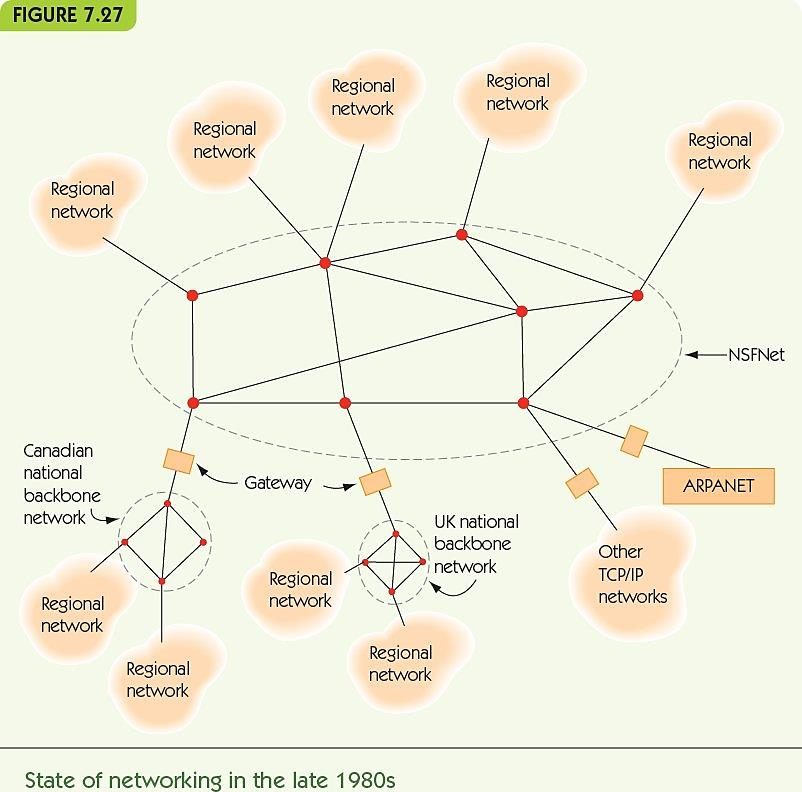 FIGURE 7.27
Regional
network
Regional
network
Regional
network
Regional
network
Regional
network
NSFNet
Canadian
national
backbone
network
Gateway
ARPANET
UK national
backbone
network
Other
TCP/IP
networks
Regional
network
Regional
network
Regional
network
Regional
network
State of networking in the late 1980s